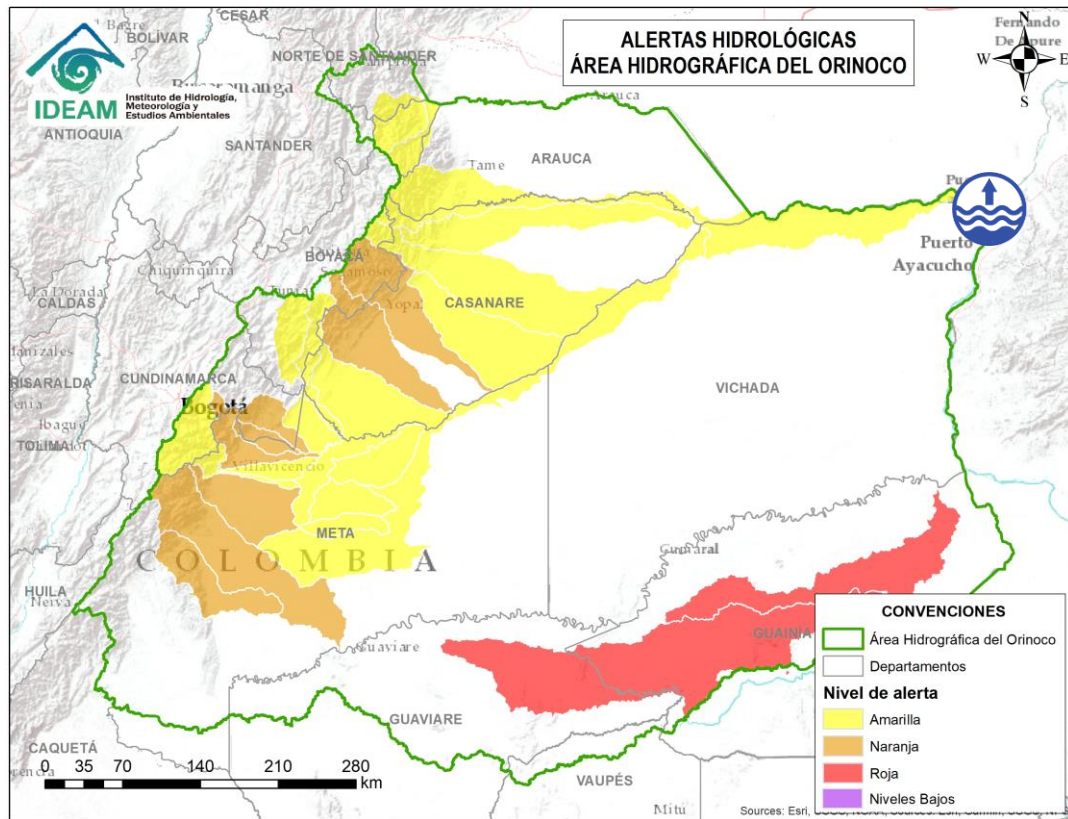 ALERTAS HIDROLÓGICAS
ÁREA HIDROGRÁFICA DEL ORINOCO
IDEAM
Instituto de Hidrología,
Meteorología y
Estudios Ambientales
N
W
E
S
CESAR
BOLÍVAR
NORTE DE SANTANDER
Fernando
De Apure
ANTIOQUIA
SANTANDER
Arauca
ARAUCA
Tame
Puerto
Ayacucho
BOYACÁ
Sogamoso
Chiquinquira
Tunja
Yopal
CASANARE
La Dorada
CALDAS
Manizales
RISARALDA
CUNDINAMARCA
Bogotá
VICHADA
Ibague
TOLIMA
Villavicencio
META
COLOMBIA
Cumaral
HUILA
Neiva
Guaviare
GUAINÍA
GUAVIARE
CAQUETÁ
VAUPÉS
Mitú
0 35 70 140 210 280
km
CONVENCIONES
Área Hidrográfica del Orinoco
Departamentos
Nivel de alerta
Amarilla
Naranja
Roja
Niveles Bajos
Sources: Esri,